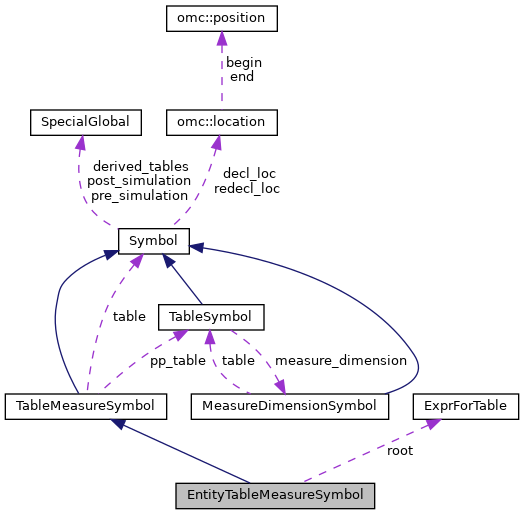 omc::position
begin
end
SpecialGlobal
omc::location
derived_tables
post_simulation
pre_simulation
decl_loc
redecl_loc
Symbol
table
TableSymbol
pp_table
table
measure_dimension
TableMeasureSymbol
MeasureDimensionSymbol
ExprForTable
root
EntityTableMeasureSymbol